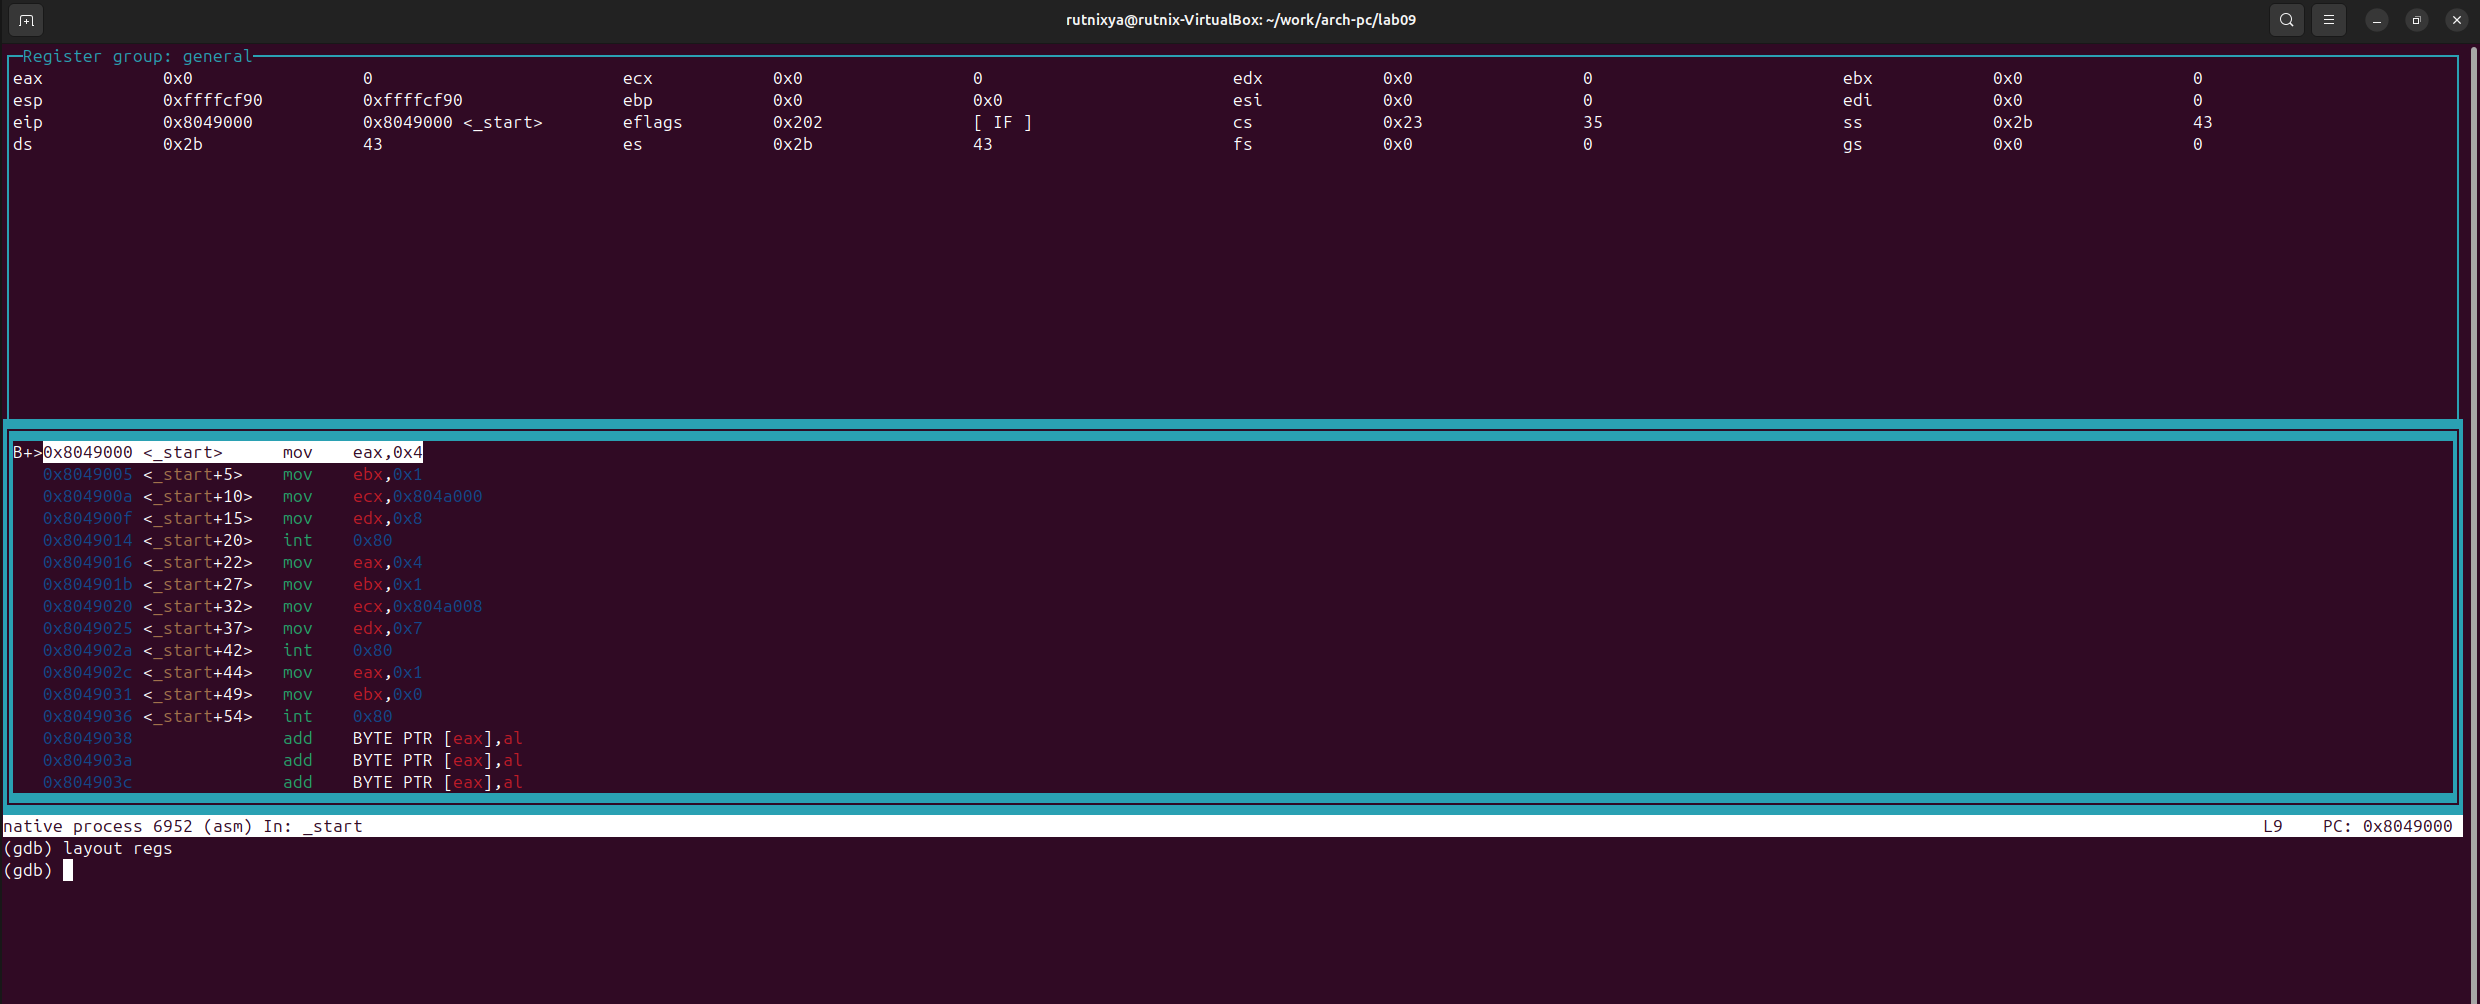 rutnixya@rutnix-VirtualBox: ~/work/arch-pc/lab09
Register group: general
eax 0x0 0 ecx 0x0 0 edx 0x0 0 ebx 0x0 0
esp 0xffffcf90 0xffffcf90 ebp 0x0 0x0 esi 0x0 0 edi 0x0 0
eip 0x8049000 0x8049000 <_start> eflags 0x202 [ IF ] cs 0x23 35 ss 0x2b 43
ds 0x2b 43 es 0x2b 43 fs 0x0 0 gs 0x0 0
B+>0x8049000 <_start> mov eax,0x4
0x8049005 <_start+5> mov ebx,0x1
0x804900a <_start+10> mov ecx,0x804a000
0x804900f <_start+15> mov edx,0x8
0x8049014 <_start+20> int 0x80
0x8049016 <_start+22> mov eax,0x4
0x804901b <_start+27> mov ebx,0x1
0x8049020 <_start+32> mov ecx,0x804a008
0x8049025 <_start+37> mov edx,0x7
0x804902a <_start+42> int 0x80
0x804902c <_start+44> mov eax,0x1
0x8049031 <_start+49> mov ebx,0x0
0x8049036 <_start+54> int 0x80
0x8049038 add BYTE PTR [eax],al
0x804903a add BYTE PTR [eax],al
0x804903c add BYTE PTR [eax],al
native process 6952 (asm) In: _start L9 PC: 0x8049000
(gdb) layout regs
(gdb)